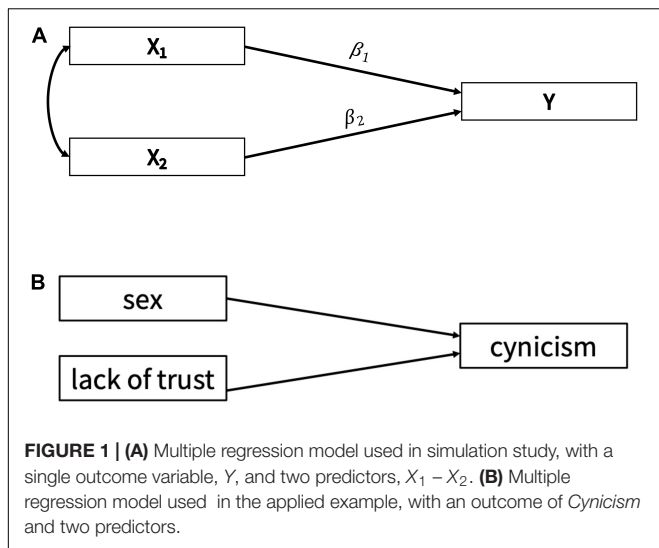 A
X₁
β₁
Y
β₂
X₂
B
sex
cynicism
lack of trust
FIGURE 1 | (A) Multiple regression model used in simulation study, with a
single outcome variable, Y, and two predictors, X₁ – X₂. (B) Multiple
regression model used in the applied example, with an outcome of Cynicism
and two predictors.